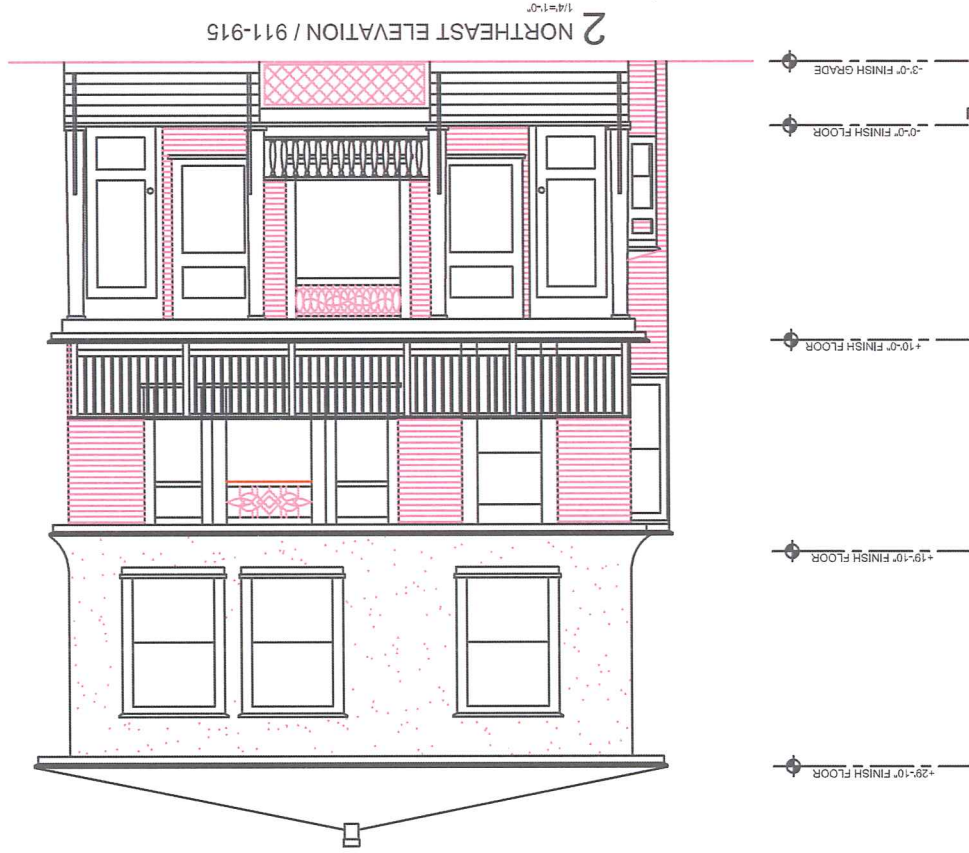 +29'-10" FINISH FLOOR
+19'-10" FINISH FLOOR
+10'-0" FINISH FLOOR
-0'-0" FINISH FLOOR
-3'-0" FINISH GRADE
2 NORTHEAST ELEVATION / 911-915
1/4"=1'-0"